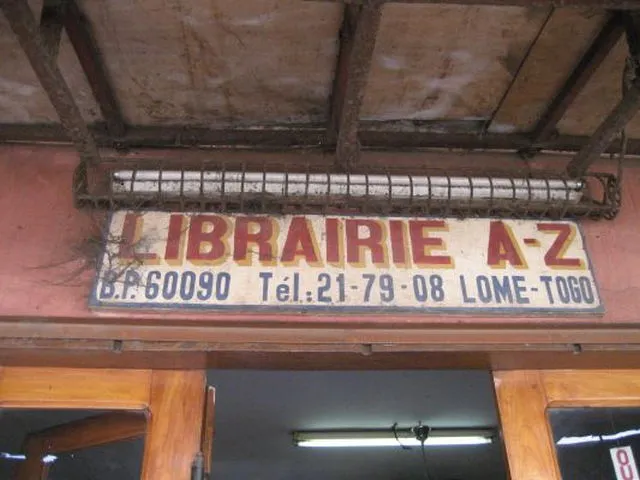 LIBRAIRIE A-Z
B.P. 60090 Tél.: 21-79-08 LOME-TOGO